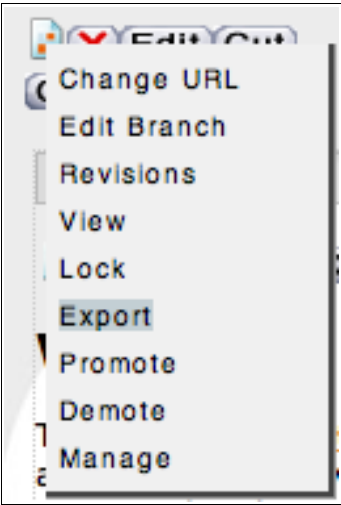 Edit Cut
Change URL
Edit Branch
Revisions
View
Lock
Export
Promote
Demote
Manage